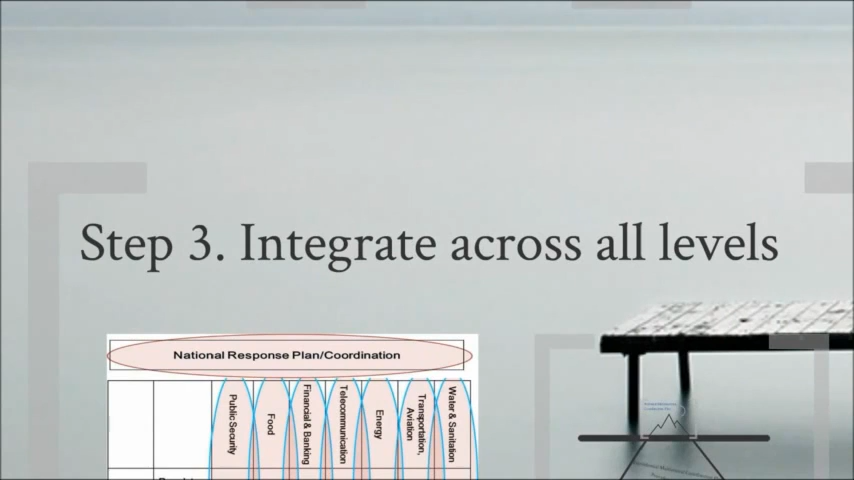 Step 3. Integrate across all levels
National Response Plan/Coordination
Public Security
Food
Financial & Banking
Telecommunication
Energy
Transportation,
Aviation
Water & Sanitation